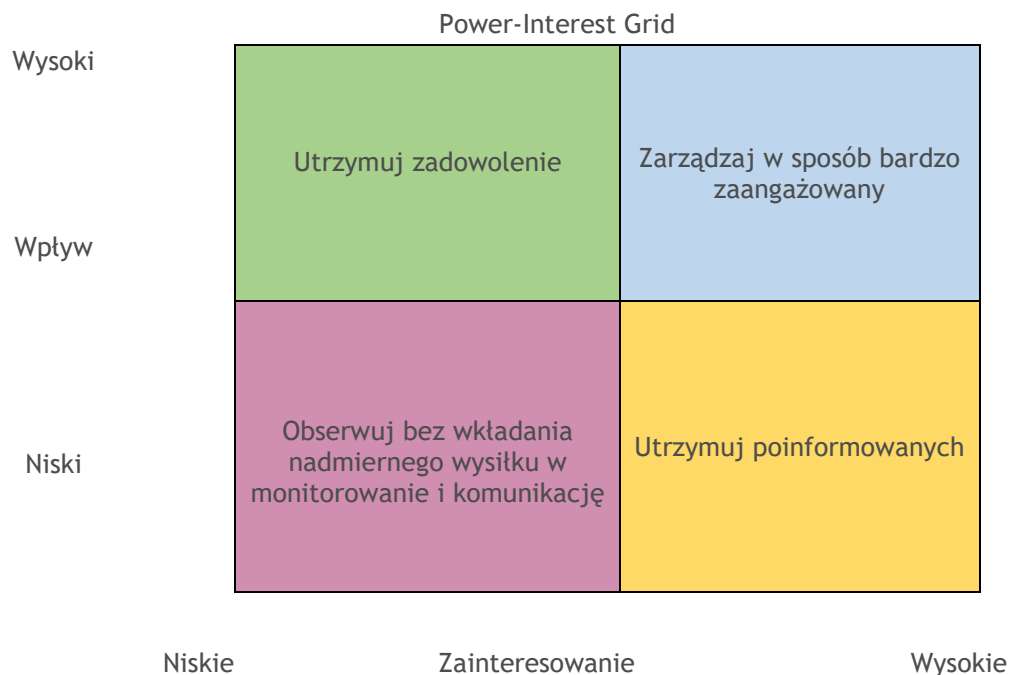 Power-Interest Grid
Wysoki
Utrzymuj zadowolenie
Zarządzaj w sposób bardzo
zaangażowany
Wpływ
Obserwuj bez wkładania
nadmiernego wysiłku w
monitorowanie i komunikację
Utrzymuj poinformowanych
Niski
Niskie
Zainteresowanie
Wysokie